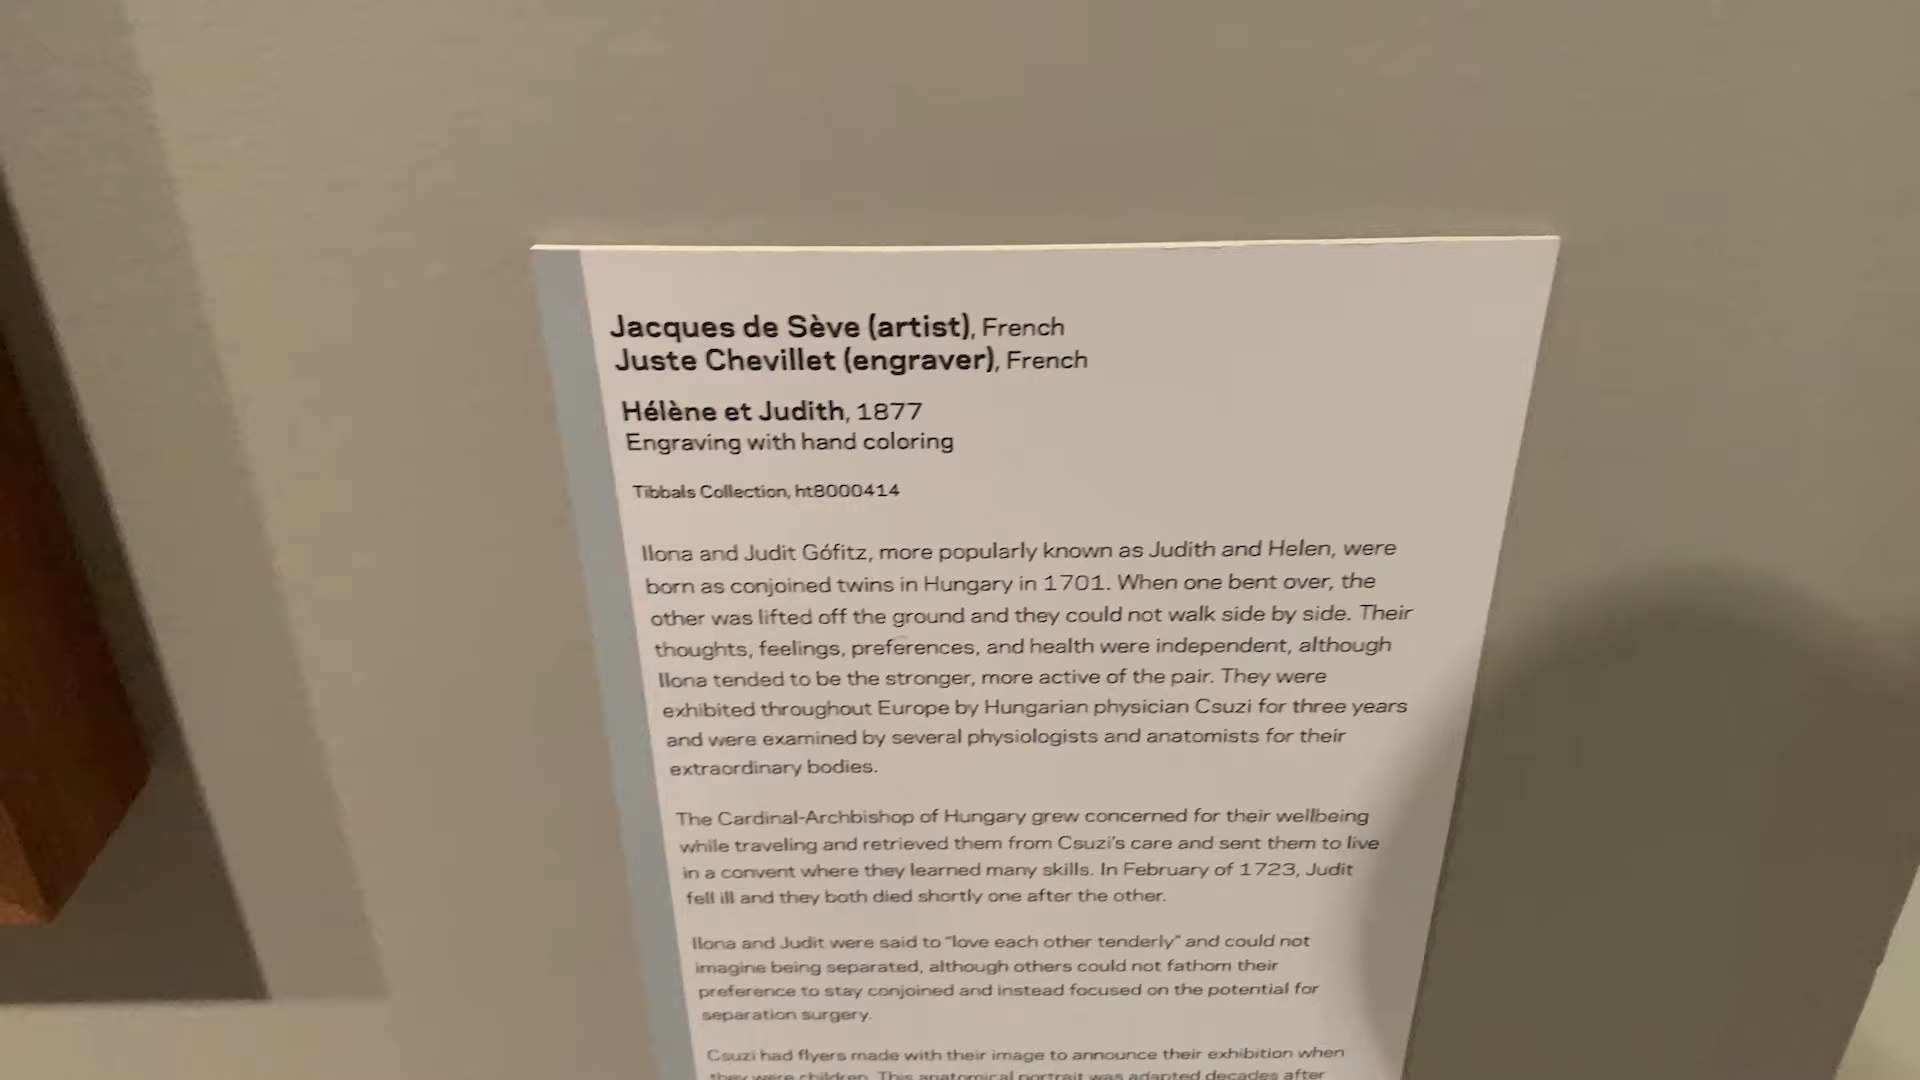 Jacques de Sève (artist), French
Juste Chevillet (engraver), French
Hélène et Judith, 1877
Engraving with hand coloring
Tibbals Collection, ht8000414
Ilona and Judit Gófitz, more popularly known as Judith and Helen, were
born as conjoined twins in Hungary in 1701. When one bent over, the
other was lifted off the ground and they could not walk side by side. Their
thoughts, feelings, preferences, and health were independent, although
Ilona tended to be the stronger, more active of the pair. They were
exhibited throughout Europe by Hungarian physician Csuzi for three years
and were examined by several physiologists and anatomists for their
extraordinary bodies.
The Cardinal-Archbishop of Hungary grew concerned for their wellbeing
while traveling and retrieved them from Csuzi's care and sent them to live
in a convent where they learned many skills. In February of 1723, Judit
fell ill and they both died shortly one after the other.
Ilona and Judit were said to "love each other tenderly" and could not
imagine being separated, although others could not fathom their
preference to stay conjoined and instead focused on the potential for
separation surgery.
Csuzi had flyers made with their image to announce their exhibition when
they were children. This anatomical portrait was adapted decades after